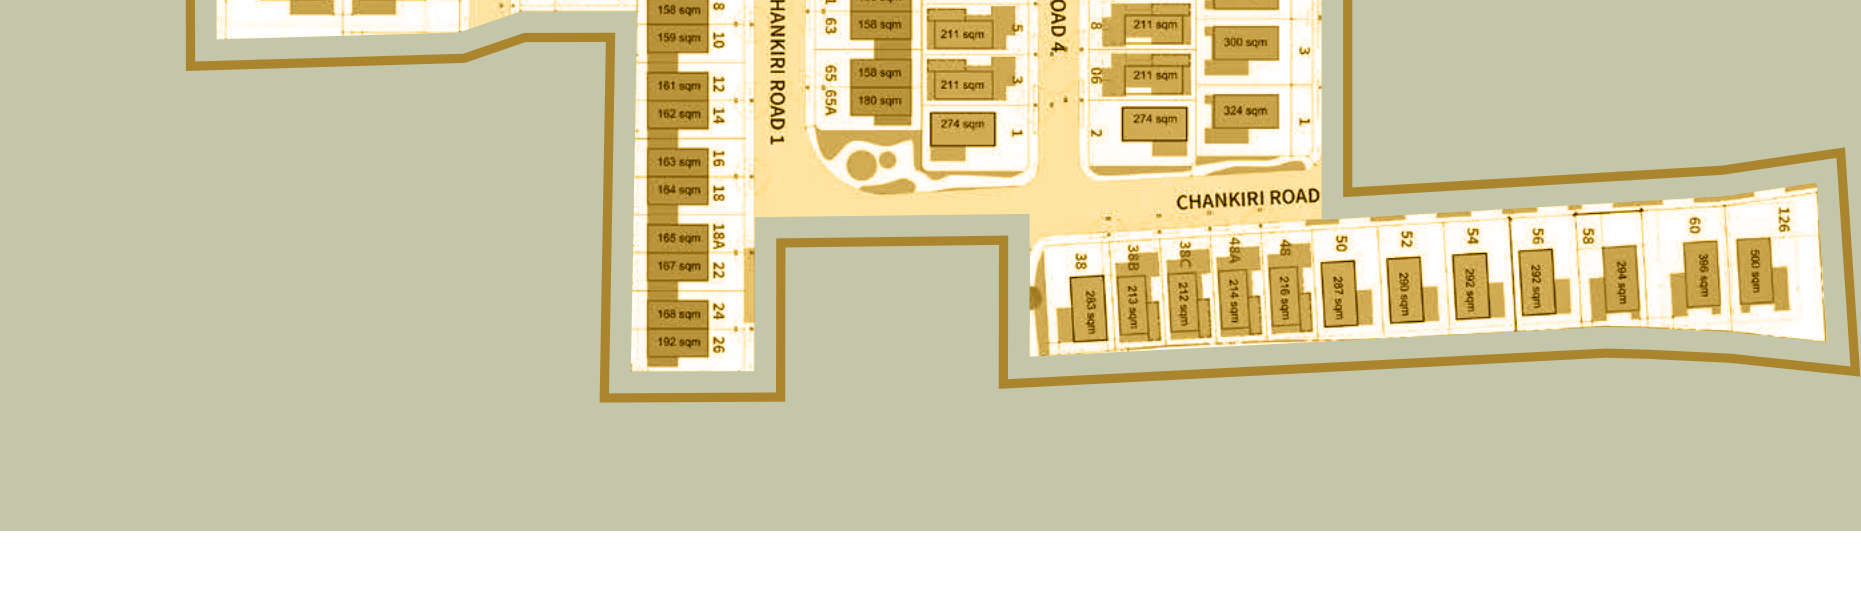 158 sqm
8
159 sqm
10
161 sqm
12
162 sqm
14
163 sqm
16
164 sqm
18
165 sqm
18A
167 sqm
22
168 sqm
24
192 sqm
26
HANKIRI ROAD 1
63
158 sqm
65
158 sqm
65A
180 sqm
211 sqm
5
211 sqm
3
274 sqm
1
OAD 4
8
211 sqm
06
211 sqm
2
274 sqm
300 sqm
3
324 sqm
1
CHANKIRI ROAD
38
283 sqm
38B
213 sqm
38C
212 sqm
48A
214 sqm
48
216 sqm
50
287 sqm
52
290 sqm
54
292 sqm
56
292 sqm
58
294 sqm
60
396 sqm
126
500 sqm